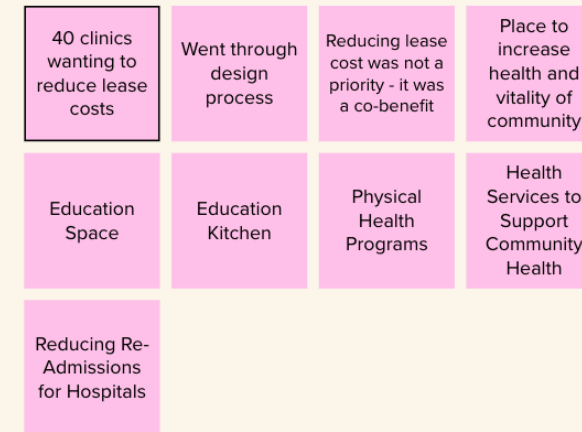 40 clinics
wanting to
reduce lease
costs
Went through
design
process
Reducing lease
cost was not a
priority - it was
a co-benefit
Place to
increase
health and
vitality of
community
Education
Space
Education
Kitchen
Physical
Health
Programs
Health
Services to
Support
Community
Health
Reducing Re-
Admissions
for Hospitals